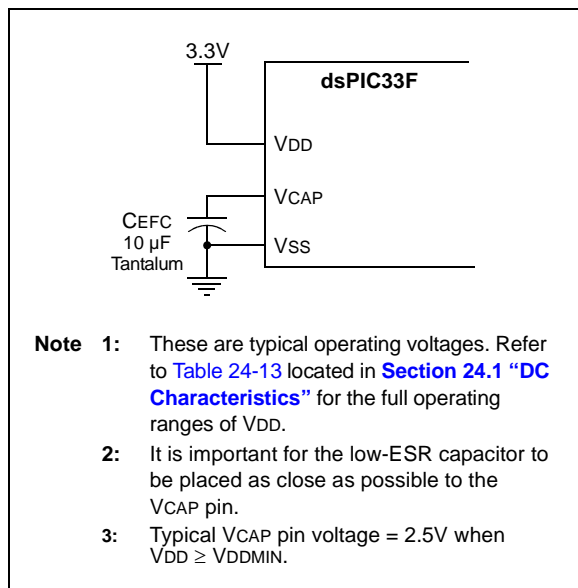 3.3V
dsPIC33F
VDD
VCAP
VSS
CEFC
10 µF
Tantalum
Note 1: These are typical operating voltages. Refer
to Table 24-13 located in Section 24.1 “DC
Characteristics” for the full operating
ranges of VDD.
2: It is important for the low-ESR capacitor to
be placed as close as possible to the
VCAP pin.
3: Typical VCAP pin voltage = 2.5V when
VDD ≥ VDDMIN.